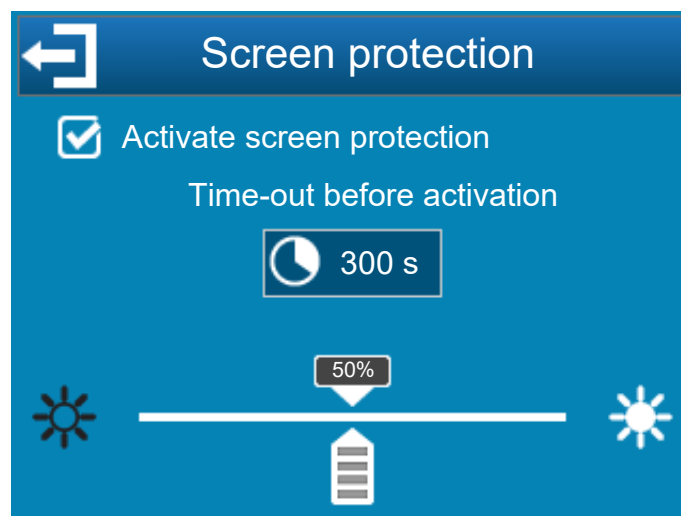 Screen protection
Activate screen protection
Time-out before activation
300 s
50%